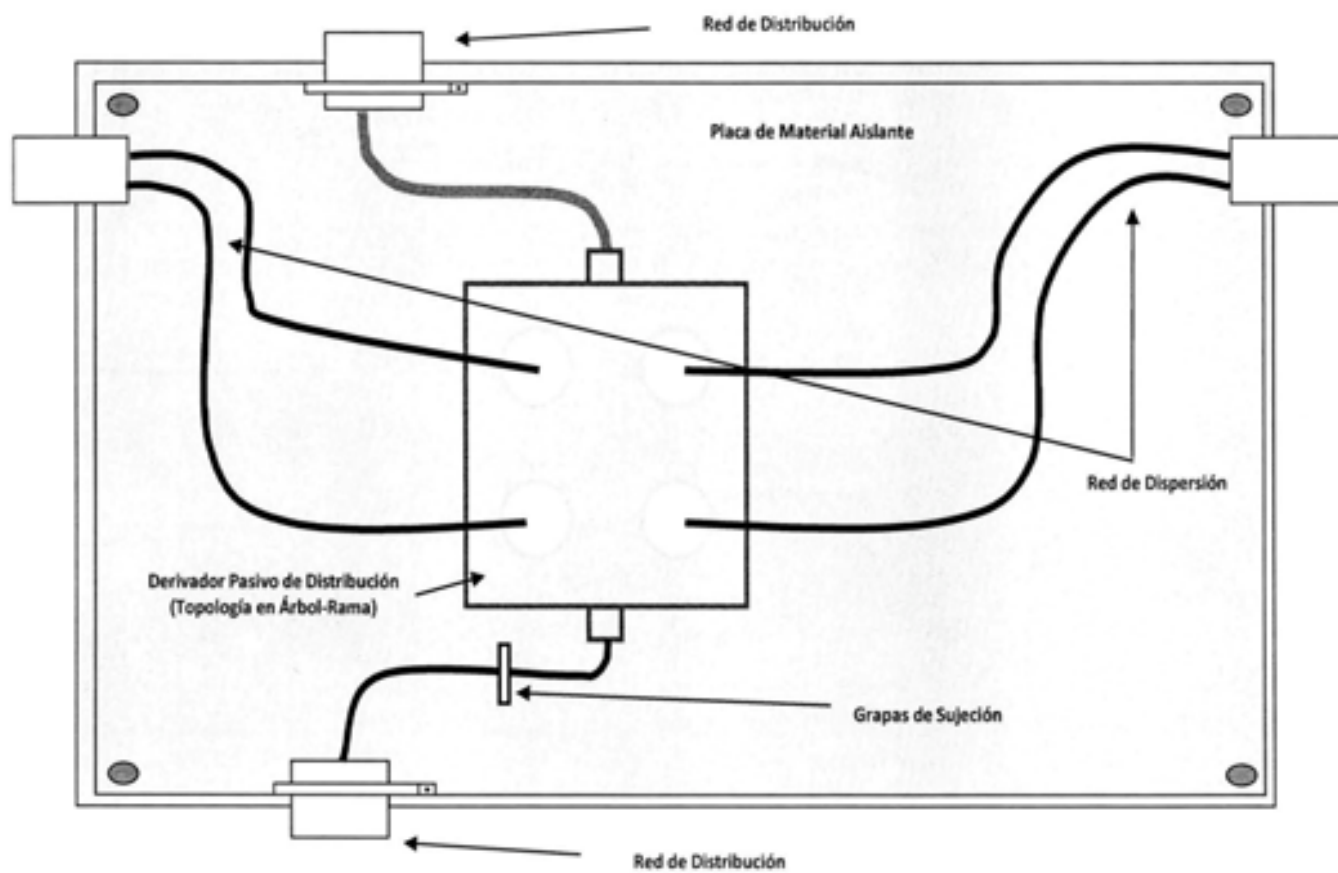 Red de Distribución
Placa de Material Aislante
Red de Dispersión
Derivador Pasivo de Distribución
(Topología en Árbol-Rama)
Grapas de Sujeción
Red de Distribución